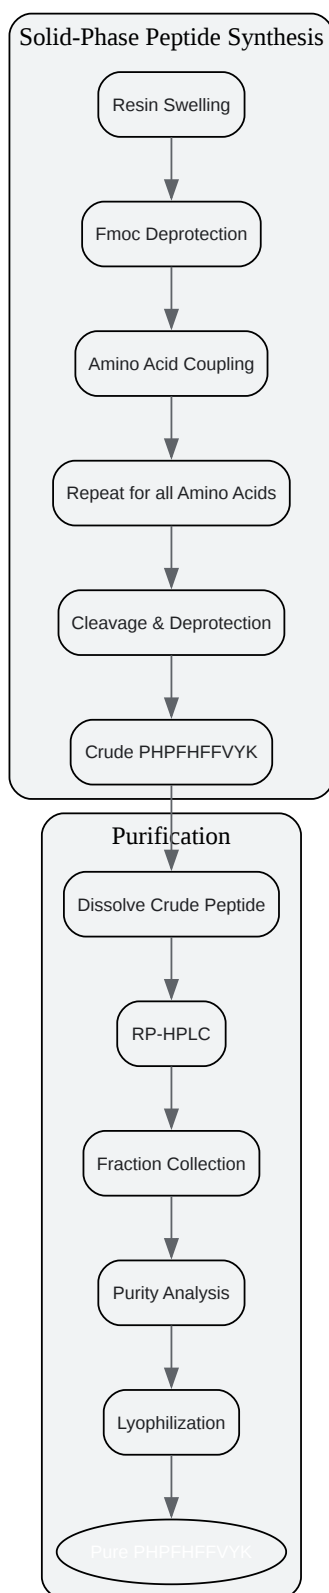 Solid-Phase Peptide Synthesis
Resin Swelling
Fmoc Deprotection
Amino Acid Coupling
Repeat for all Amino Acids
Cleavage & Deprotection
Crude PHPFHFFVYK
Purification
Dissolve Crude Peptide
RP-HPLC
Fraction Collection
Purity Analysis
Lyophilization
Pure PHPFHFFVYK